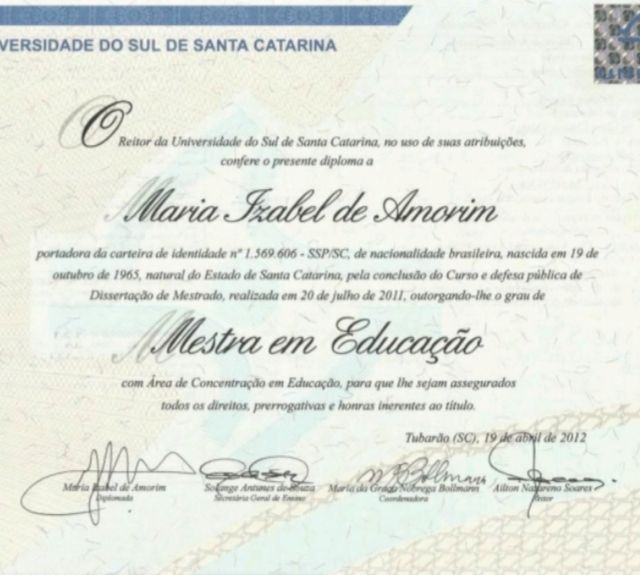 VERSIDADE DO SUL DE SANTA CATARINA
O Reitor da Universidade do Sul de Santa Catarina, no uso de suas atribuições,
confere o presente diploma a
Maria Izabel de Amorim
portadora da carteira de identidade nº 1.569.606 - SSP/SC, de nacionalidade brasileira, nascida em 19 de
outubro de 1965, natural do Estado de Santa Catarina, pela conclusão do Curso e defesa pública de
Dissertação de Mestrado, realizada em 20 de julho de 2011, outorgando-lhe o grau de
Mestra em Educação
com Área de Concentração em Educação, para que lhe sejam assegurados
todos os direitos, prerrogativas e honras inerentes ao título.
Tubarão (SC), 19 de abril de 2012
Maria Izabel de Amorim
Diplomada
Solange Antunes de Souza
Secretária Geral de Ensino
Maria da Graça Nóbrega Bollmann
Coordenadora
Ailton Nazareno Soares
Reitor